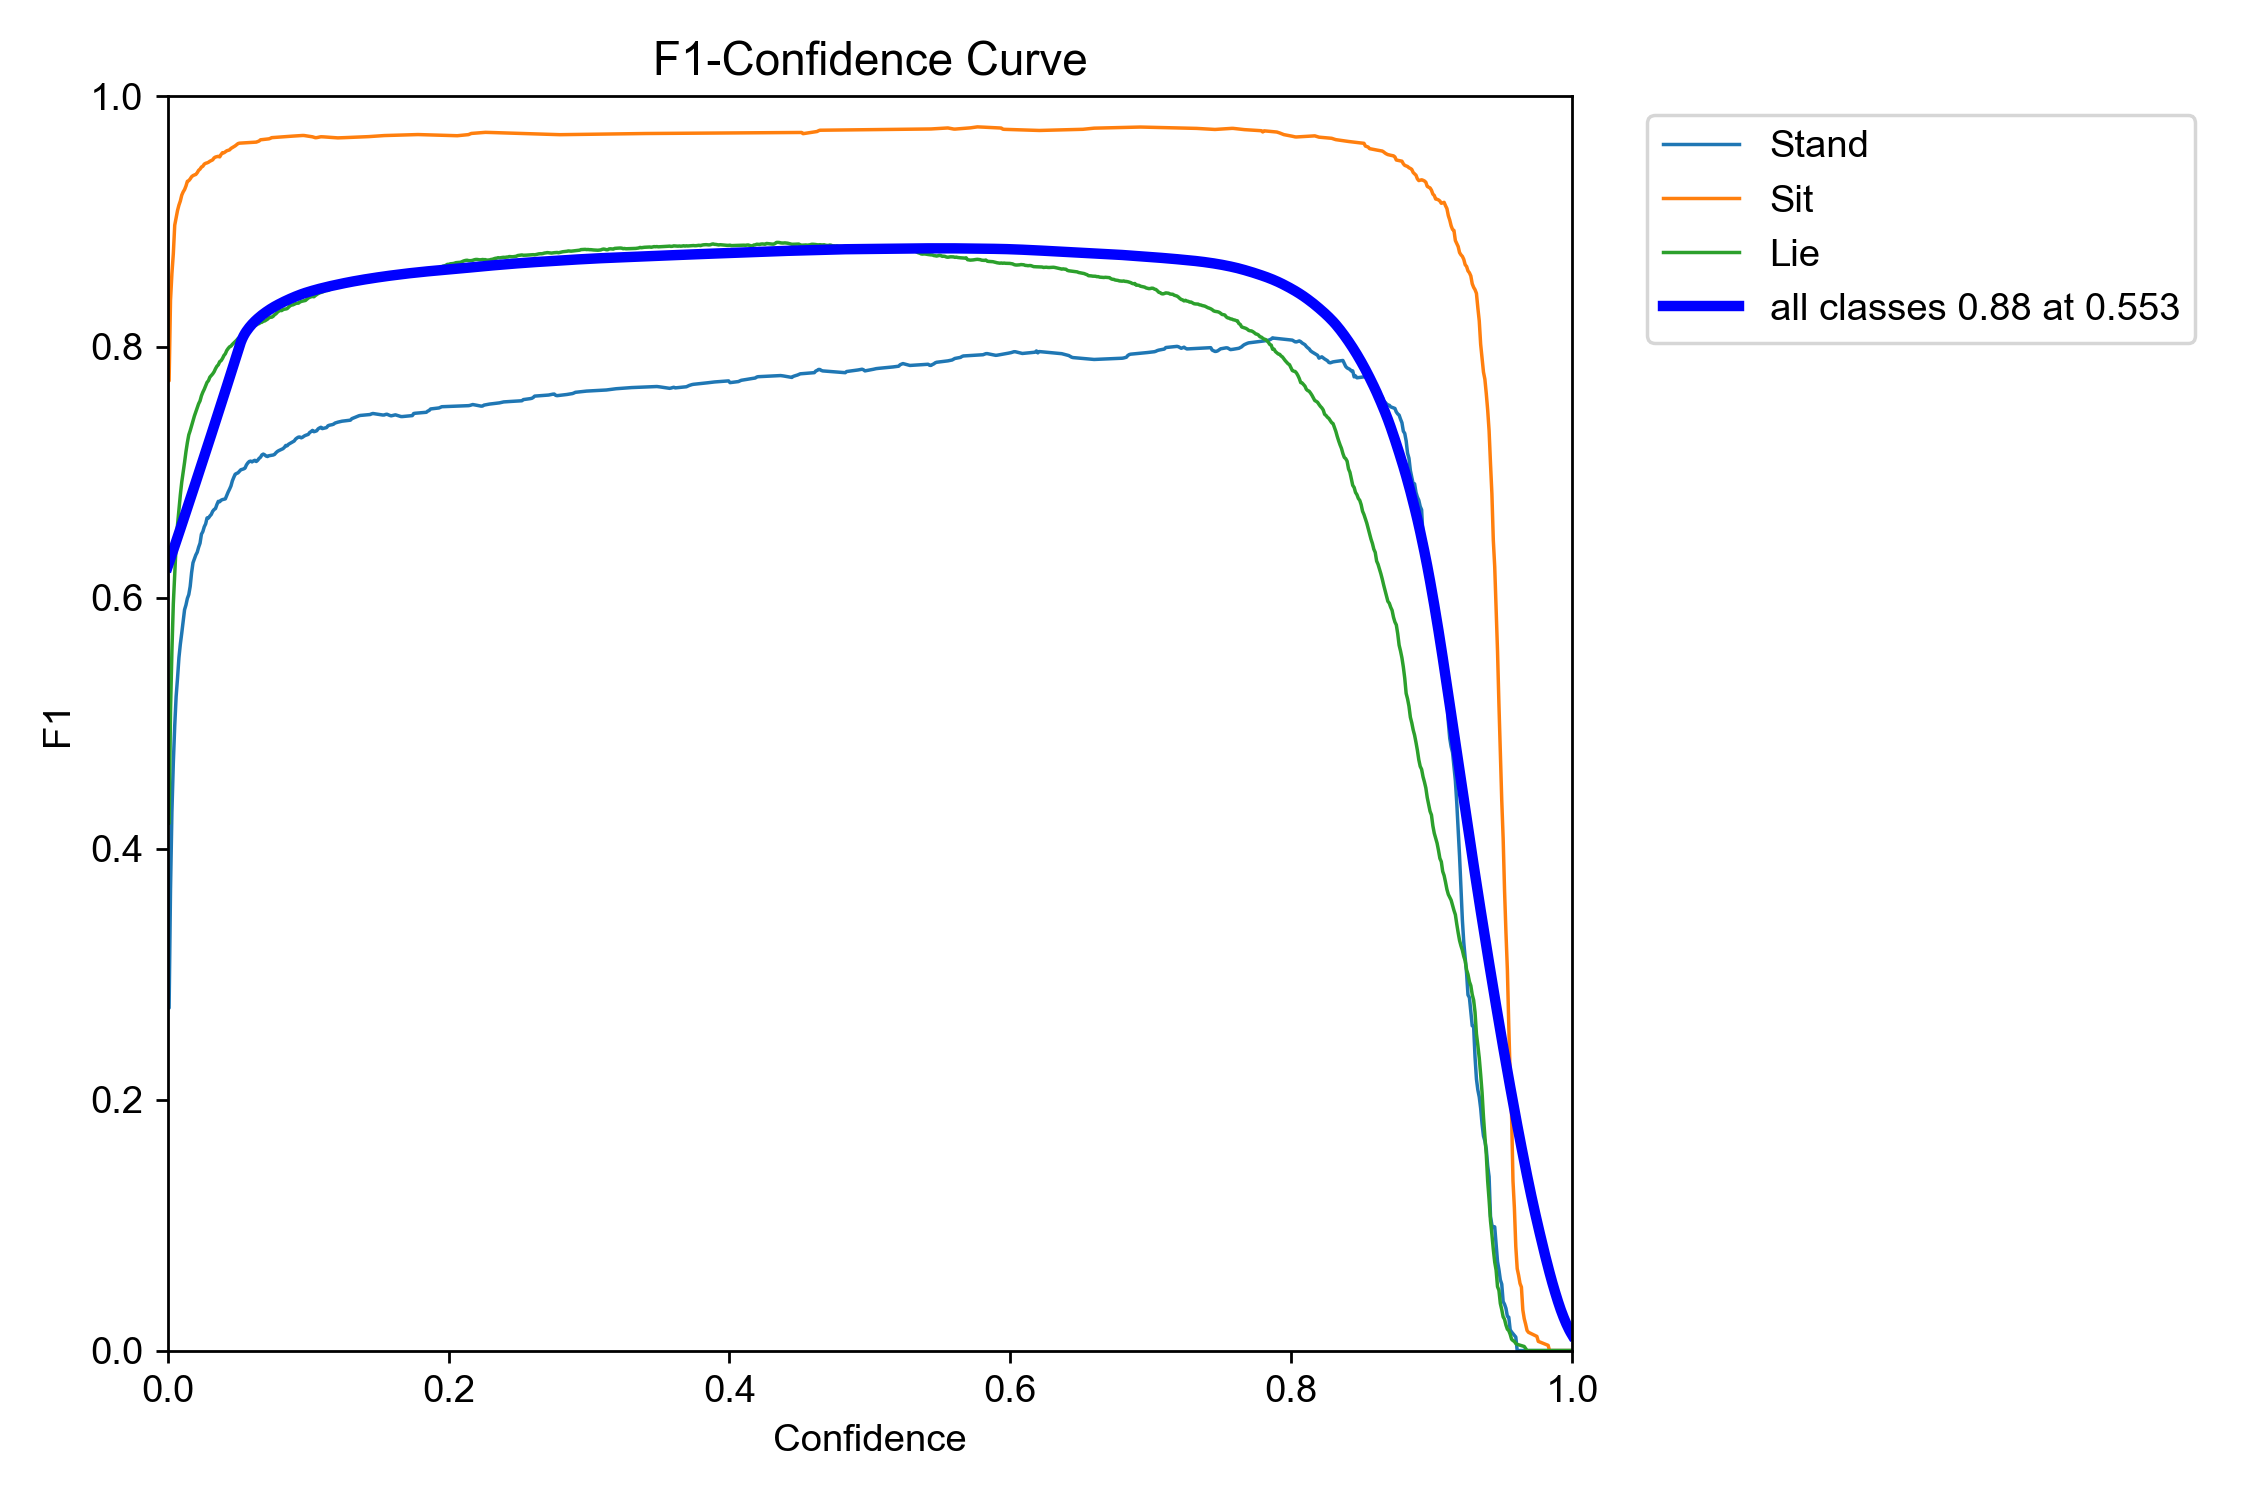 F1-Confidence Curve
1.0
0.8
0.6
0.4
0.2
0.0
F1
0.0 0.2 0.4 0.6 0.8 1.0
Confidence
Stand
Sit
Lie
all classes 0.88 at 0.553